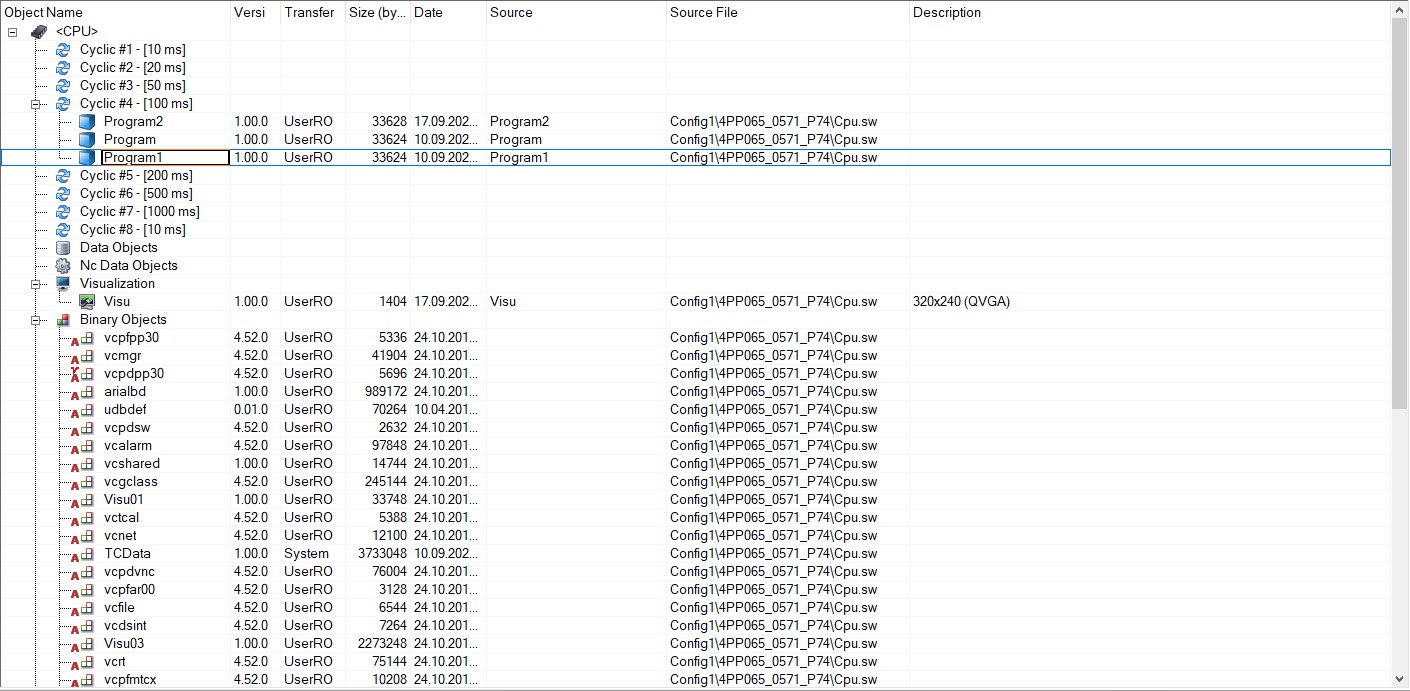 Object Name Versi Transfer Size (by... Date Source Source File Description
<CPU>
Cyclic #1 - [10 ms]
Cyclic #2 - [20 ms]
Cyclic #3 - [50 ms]
Cyclic #4 - [100 ms]
Program2 1.00.0 UserRO 33628 17.09.202... Program2 Config1\4PP065_0571_P74\Cpu.sw
Program 1.00.0 UserRO 33624 10.09.202... Program Config1\4PP065_0571_P74\Cpu.sw
Program1 1.00.0 UserRO 33624 10.09.202... Program1 Config1\4PP065_0571_P74\Cpu.sw
Cyclic #5 - [200 ms]
Cyclic #6 - [500 ms]
Cyclic #7 - [1000 ms]
Cyclic #8 - [10 ms]
Data Objects
Nc Data Objects
Visualization
Visu 1.00.0 UserRO 1404 17.09.202... Visu Config1\4PP065_0571_P74\Cpu.sw 320x240 (QVGA)
Binary Objects
vcpfpp30 4.52.0 UserRO 5336 24.10.201... Config1\4PP065_0571_P74\Cpu.sw
vcmgr 4.52.0 UserRO 41904 24.10.201... Config1\4PP065_0571_P74\Cpu.sw
vcpdpp30 4.52.0 UserRO 5696 24.10.201... Config1\4PP065_0571_P74\Cpu.sw
arialbd 1.00.0 UserRO 989172 24.10.201... Config1\4PP065_0571_P74\Cpu.sw
udbdef 0.01.0 UserRO 70264 10.04.201... Config1\4PP065_0571_P74\Cpu.sw
vcpdsw 4.52.0 UserRO 2632 24.10.201... Config1\4PP065_0571_P74\Cpu.sw
vcalarm 4.52.0 UserRO 97848 24.10.201... Config1\4PP065_0571_P74\Cpu.sw
vcshared 1.00.0 UserRO 14744 24.10.201... Config1\4PP065_0571_P74\Cpu.sw
vcgclass 4.52.0 UserRO 245144 24.10.201... Config1\4PP065_0571_P74\Cpu.sw
Visu01 1.00.0 UserRO 33748 24.10.201... Config1\4PP065_0571_P74\Cpu.sw
vctcal 4.52.0 UserRO 5388 24.10.201... Config1\4PP065_0571_P74\Cpu.sw
vcnet 4.52.0 UserRO 12100 24.10.201... Config1\4PP065_0571_P74\Cpu.sw
TCData 1.00.0 System 3733048 10.09.202... Config1\4PP065_0571_P74\Cpu.sw
vcpdvnc 4.52.0 UserRO 76004 24.10.201... Config1\4PP065_0571_P74\Cpu.sw
vcpfar00 4.52.0 UserRO 3128 24.10.201... Config1\4PP065_0571_P74\Cpu.sw
vcfile 4.52.0 UserRO 6544 24.10.201... Config1\4PP065_0571_P74\Cpu.sw
vcdsint 4.52.0 UserRO 7264 24.10.201... Config1\4PP065_0571_P74\Cpu.sw
Visu03 1.00.0 UserRO 2273248 24.10.201... Config1\4PP065_0571_P74\Cpu.sw
vcrt 4.52.0 UserRO 75144 24.10.201... Config1\4PP065_0571_P74\Cpu.sw
vcpfmtcx 4.52.0 UserRO 10208 24.10.201... Config1\4PP065_0571_P74\Cpu.sw